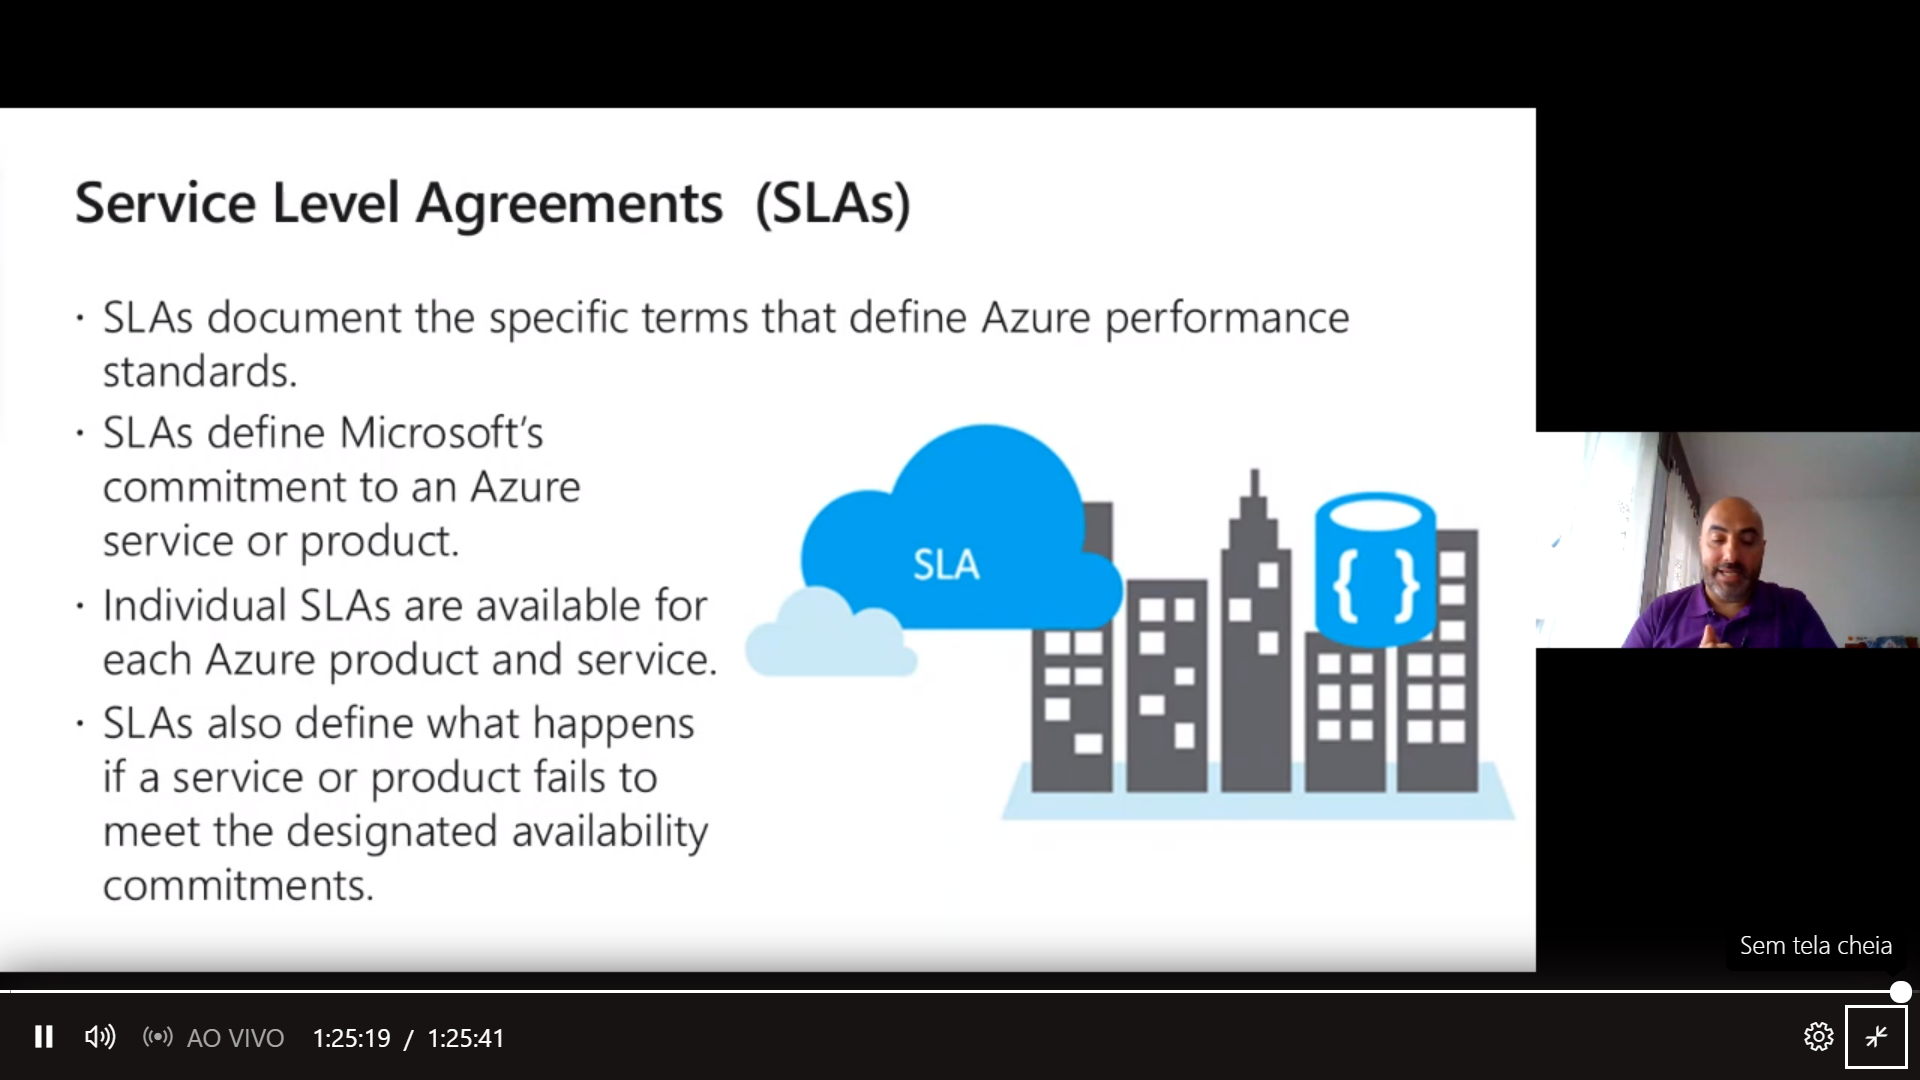 Service Level Agreements (SLAs)
• SLAs document the specific terms that define Azure performance
standards.
• SLAs define Microsoft’s
commitment to an Azure
service or product.
• Individual SLAs are available for
each Azure product and service.
• SLAs also define what happens
if a service or product fails to
meet the designated availability
commitments.
SLA
{ }
Sem tela cheia
AO VIVO 1:25:19 / 1:25:41